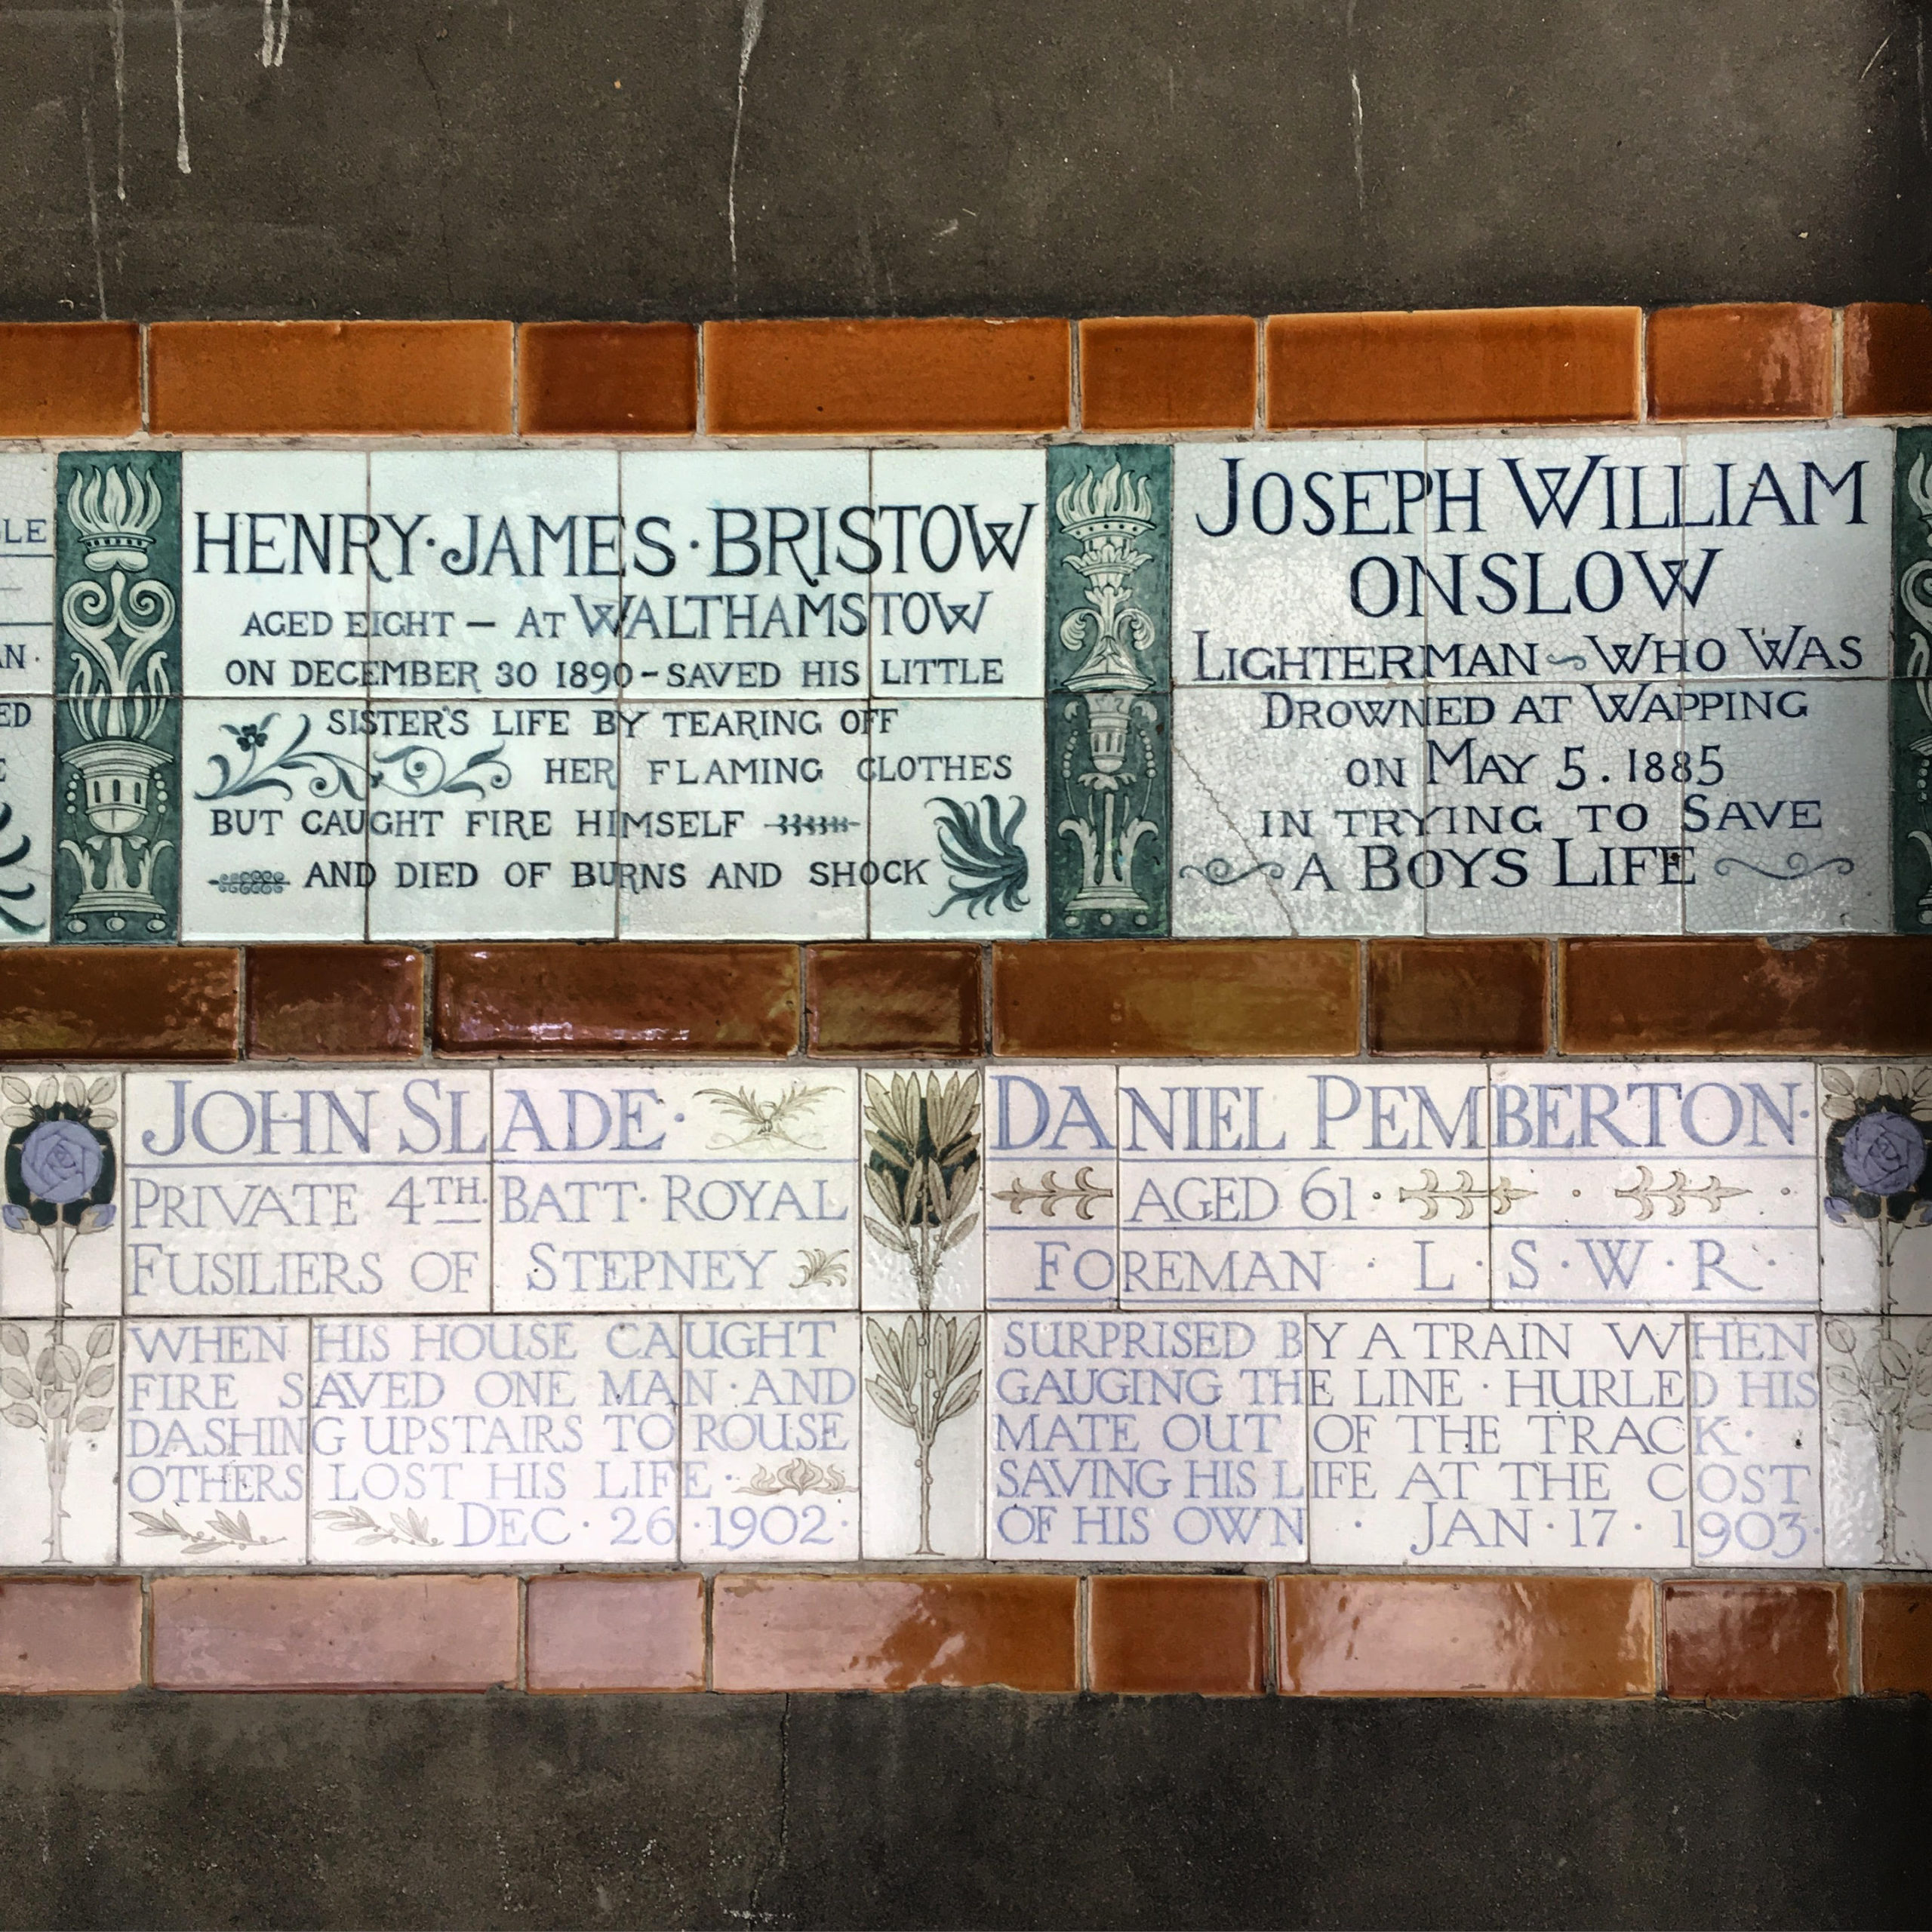 HENRY·JAMES·BRISTOW
AGED EIGHT — AT WALTHAMSTOW
ON DECEMBER 30 1890-SAVED HIS LITTLE
SISTER'S LIFE BY TEARING OFF
HER FLAMING CLOTHES
BUT CAUGHT FIRE HIMSELF
AND DIED OF BURNS AND SHOCK
JOSEPH WILLIAM
ONSLOW
LIGHTERMAN ~ WHO WAS
DROWNED AT WAPPING
ON MAY 5. 1885
IN TRYING TO SAVE
A BOYS LIFE
JOHN SLADE·
PRIVATE 4TH. BATT· ROYAL
FUSILIERS OF STEPNEY
WHEN HIS HOUSE CAUGHT
FIRE SAVED ONE MAN·AND
DASHING UPSTAIRS TO ROUSE
OTHERS LOST HIS LIFE·
DEC·26·1902·
DANIEL PEMBERTON·
AGED 61·
FOREMAN · L·S·W·R·
SURPRISED BY A TRAIN WHEN
GAUGING THE LINE · HURLED HIS
MATE OUT OF THE TRACK·
SAVING HIS LIFE AT THE COST
OF HIS OWN · JAN·17·1903·